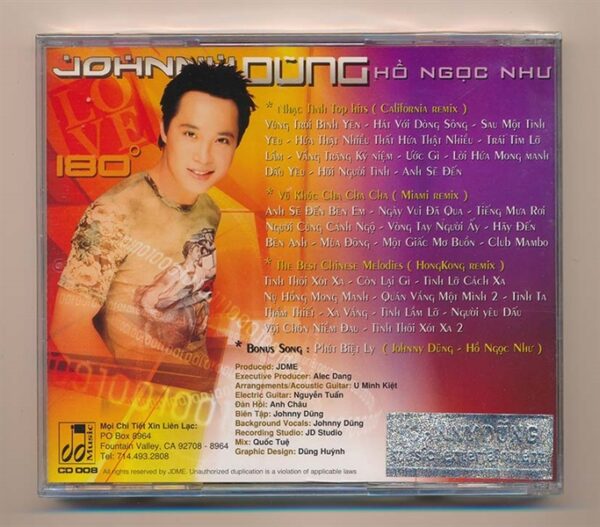 JOHNNY DŨNG HỒ NGỌC NHƯ
LOVE
180°
* Nhạc Tình Top hits ( California remix )
Vùng Trời Bình Yên - Hát Với Dòng Sông - Sau Một Tình
Yêu - Hứa Thật Nhiều Thất Hứa Thật Nhiều - Trái Tim Lỡ
Lầm - Vầng Trăng Kỷ Niệm - Ước Gì - Lời Hứa Mong Manh
Dấu Yêu - Hỡi Người Tình - Anh Sẽ Đến
* Vũ Khúc Cha Cha Cha ( Miami remix )
Anh Sẽ Đến Bên Em - Ngày Vui Đã Qua - Tiếng Mưa Rơi
Người Cùng Cảnh Ngộ - Vòng Tay Người Ấy - Hãy Đến
Bên Anh - Mùa Đông - Một Giấc Mơ Buồn - Club Mambo
* The Best Chinese Melodies ( HongKong remix )
Tình Thôi Xót Xa - Còn Lại Gì - Tình Lỡ Cách Xa
Nụ Hồng Mong Manh - Quán Vắng Một Mình 2 - Tình Ta
Thắm Thiết - Xa Vắng - Tình Lầm Lỡ - Người Yêu Dấu
Vội Chôn Niềm Đau - Tình Thôi Xót Xa 2
* Bonus Song : Phút Biệt Ly ( Johnny Dũng - Hồ Ngọc Như )
Produced: JDME
Executive Producer: Alec Dang
Arrangements/Acoustic Guitar: U Minh Kiệt
Electric Guitar: Nguyễn Tuấn
Đàn Hồi: Anh Châu
Biên Tập: Johnny Dũng
Background Vocals: Johnny Dũng
Recording Studio: JD Studio
Mix: Quốc Tuệ
Graphic Design: Dũng Huỳnh
Mọi Chi Tiết Xin Liên Lạc:
PO Box 8964
Fountain Valley, CA 92708 - 8964
Tel: 714.493.2808
Music
CD 008
All rights reserved by JDME. Unauthorized duplication is a violation of applicable laws